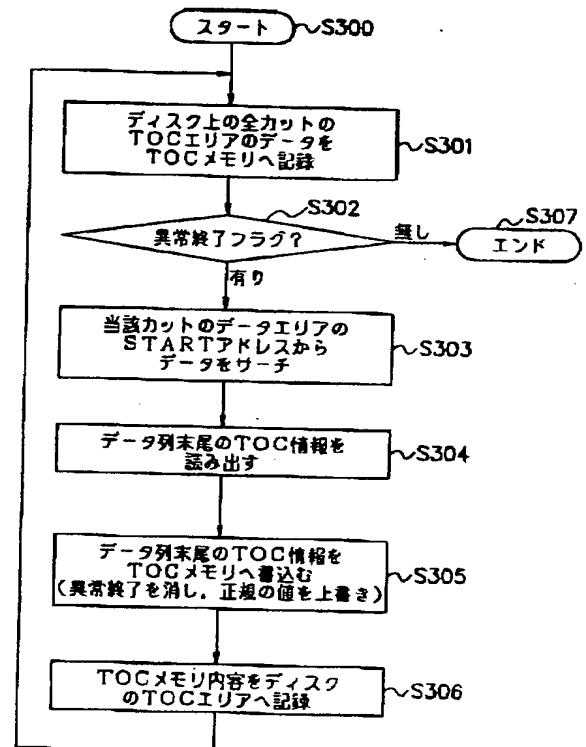 スタート
S300
ディスク上の全カットの
TOCエリアのデータを
TOCメモリへ記録
S301
S302
異常終了フラグ?
無し
S307
エンド
有り
当該カットのデータエリアの
STARTアドレスから
データをサーチ
S303
データ列末尾のTOC情報を
読み出す
S304
データ列末尾のTOC情報を
TOCメモリへ書込む
(異常終了を消し,正規の値を上書き)
S305
TOCメモリ内容をディスク
のTOCエリアへ記録
S306